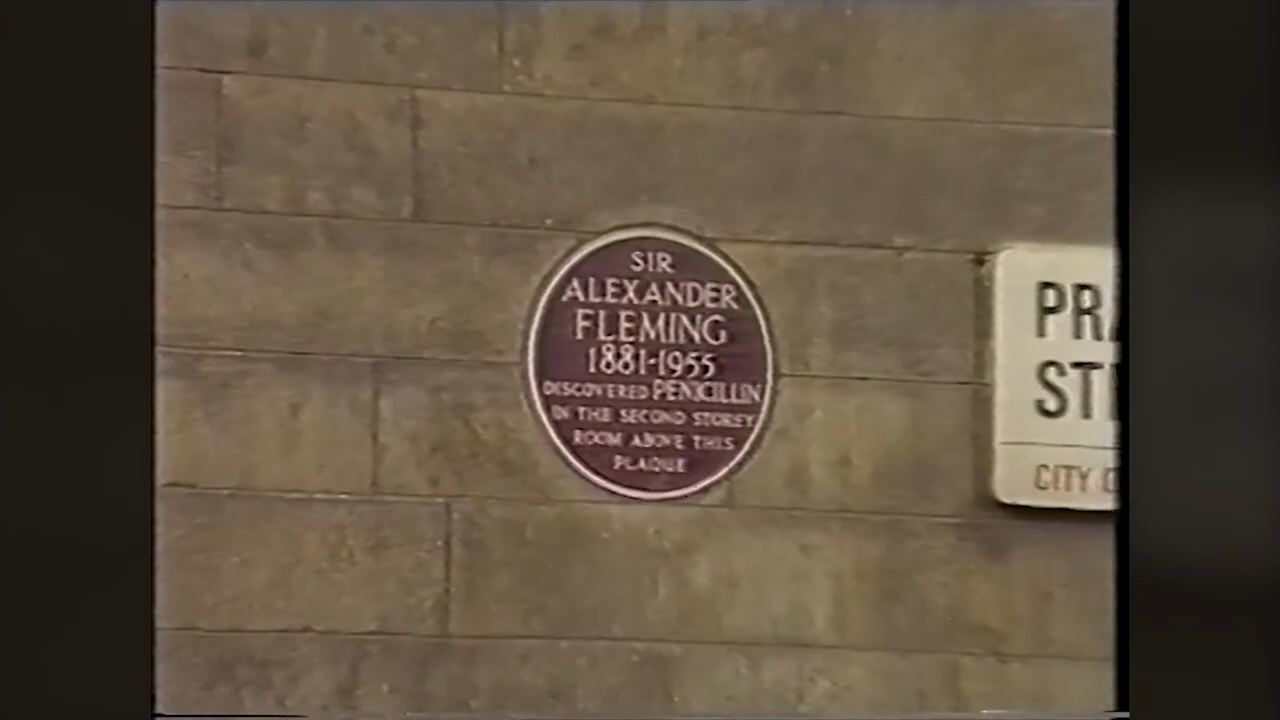 SIR
ALEXANDER
FLEMING
1881-1955
DISCOVERED PENICILLIN
IN THE SECOND STOREY
ROOM ABOVE THIS
PLAQUE
PRA
STR
CITY O